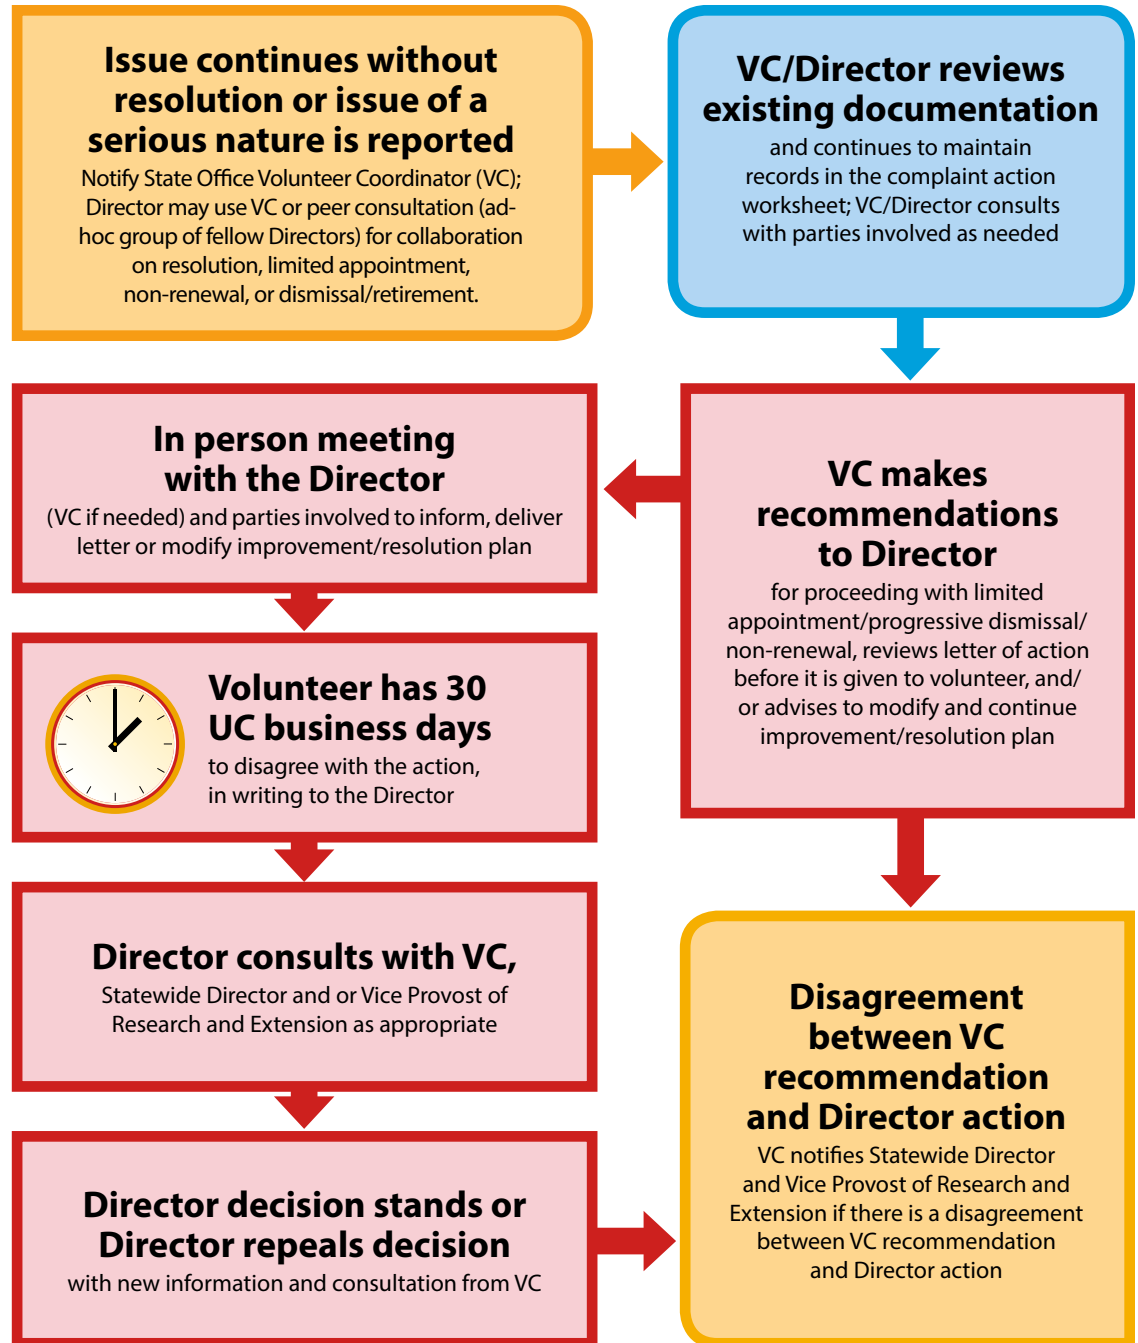 Issue continues without
resolution or issue of a
serious nature is reported
Notify State Office Volunteer Coordinator (VC);
Director may use VC or peer consultation (ad-
hoc group of fellow Directors) for collaboration
on resolution, limited appointment,
non-renewal, or dismissal/retirement.
VC/Director reviews
existing documentation
and continues to maintain
records in the complaint action
worksheet; VC/Director consults
with parties involved as needed
VC makes
recommendations
to Director
for proceeding with limited
appointment/progressive dismissal/
non-renewal, reviews letter of action
before it is given to volunteer, and/
or advises to modify and continue
improvement/resolution plan
In person meeting
with the Director
(VC if needed) and parties involved to inform, deliver
letter or modify improvement/resolution plan
Volunteer has 30
UC business days
to disagree with the action,
in writing to the Director
Director consults with VC,
Statewide Director and or Vice Provost of
Research and Extension as appropriate
Director decision stands or
Director repeals decision
with new information and consultation from VC
Disagreement
between VC
recommendation
and Director action
VC notifies Statewide Director
and Vice Provost of Research and
Extension if there is a disagreement
between VC recommendation
and Director action